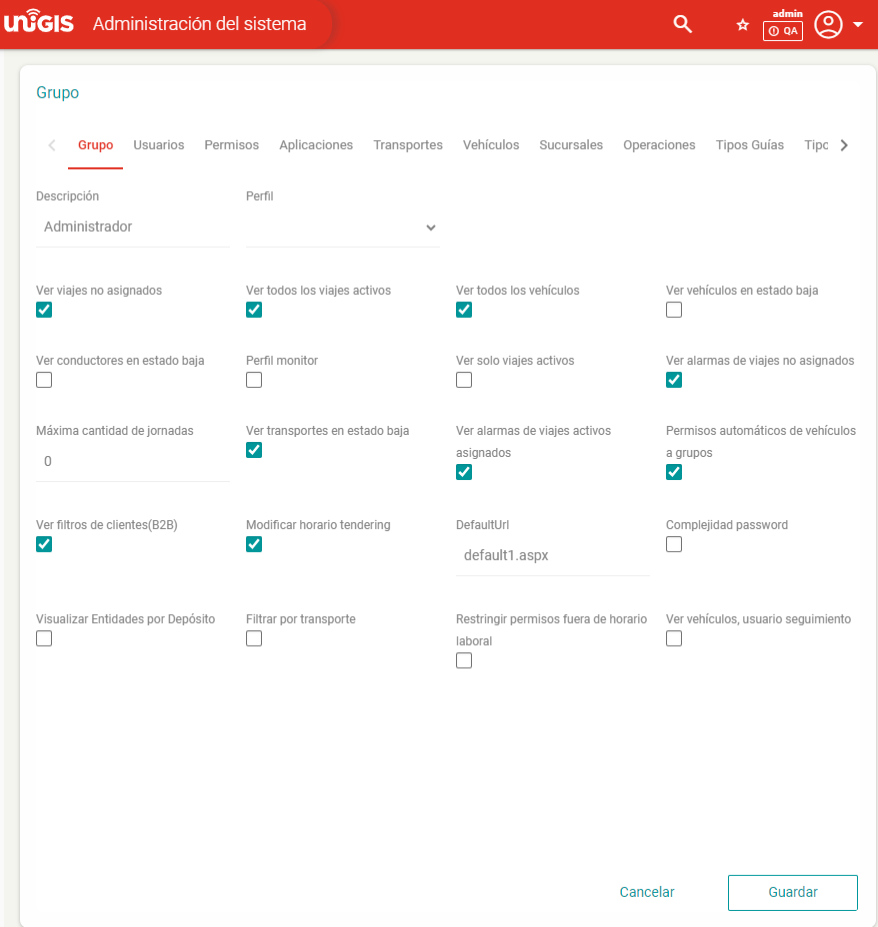 UNIGIS Administración del sistema
admin
QA
Grupo
Grupo Usuarios Permisos Aplicaciones Transportes Vehículos Sucursales Operaciones Tipos Guías Tipo
Descripción Perfil
Administrador
Ver viajes no asignados Ver todos los viajes activos Ver todos los vehículos Ver vehículos en estado baja
Ver conductores en estado baja Perfil monitor Ver solo viajes activos Ver alarmas de viajes no asignados
Máxima cantidad de jornadas Ver transportes en estado baja Ver alarmas de viajes activos Permisos automáticos de vehículos
asignados a grupos
0
Ver filtros de clientes(B2B) Modificar horario tendering DefaultUrl Complejidad password
default1.aspx
Visualizar Entidades por Depósito Filtrar por transporte Restringir permisos fuera de horario Ver vehículos, usuario seguimiento
laboral
Cancelar Guardar